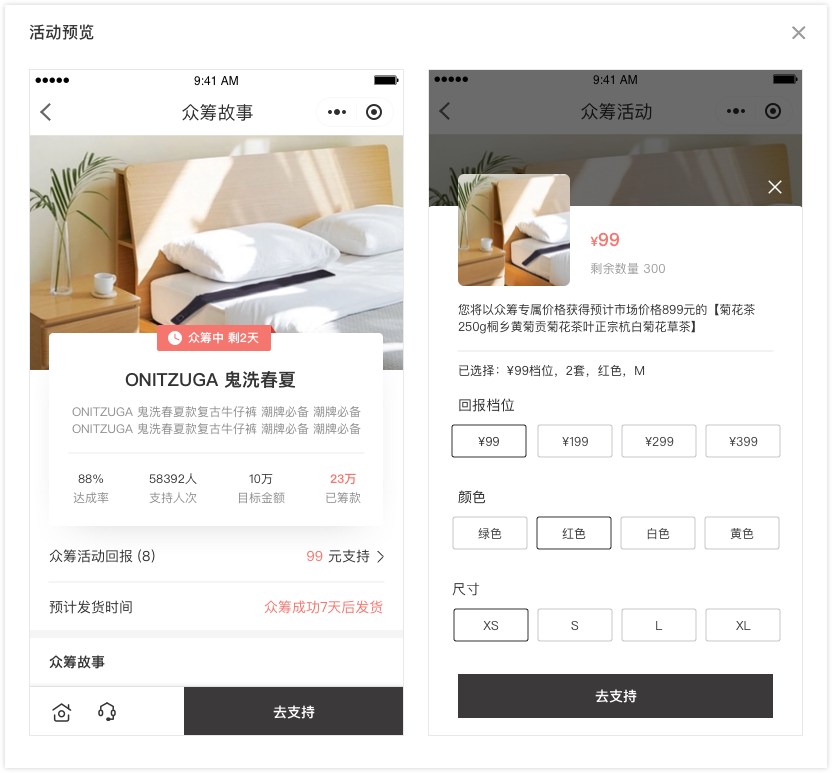 活动预览
9:41 AM
众筹故事
众筹中 剩2天
ONITZUGA 鬼洗春夏
ONITZUGA 鬼洗春夏款复古牛仔裤 潮牌必备 潮牌必备
ONITZUGA 鬼洗春夏款复古牛仔裤 潮牌必备 潮牌必备
88% 58392人 10万 23万
达成率 支持人次 目标金额 已筹款
众筹活动回报 (8) 99 元支持
预计发货时间 众筹成功7天后发货
众筹故事
去支持
9:41 AM
众筹活动
¥99
剩余数量 300
您将以众筹专属价格获得预计市场价格899元的【菊花茶
250g桐乡黄菊贡菊花茶叶正宗杭白菊花草茶】
已选择：¥99档位，2套，红色，M
回报档位
¥99 ¥199 ¥299 ¥399
颜色
绿色 红色 白色 黄色
尺寸
XS S L XL
去支持